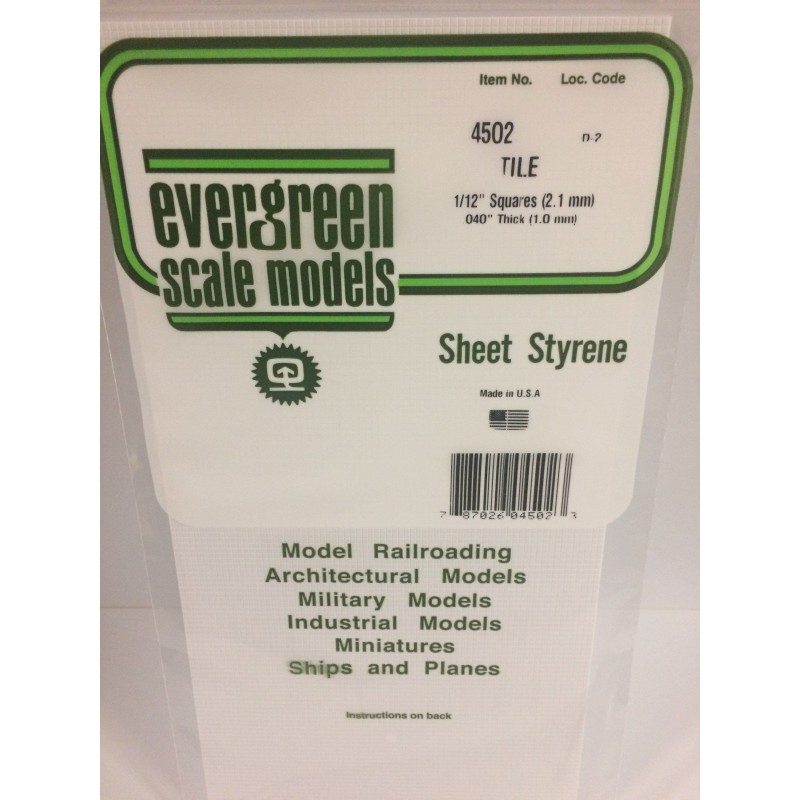 Item No. Loc. Code
4502 D-2
TILE
1/12" Squares (2.1 mm)
.040" Thick (1.0 mm)
evergreen
scale models
Sheet Styrene
Made in U.S.A
7 87026 04502 3
Model Railroading
Architectural Models
Military Models
Industrial Models
Miniatures
Ships and Planes
Instructions on back